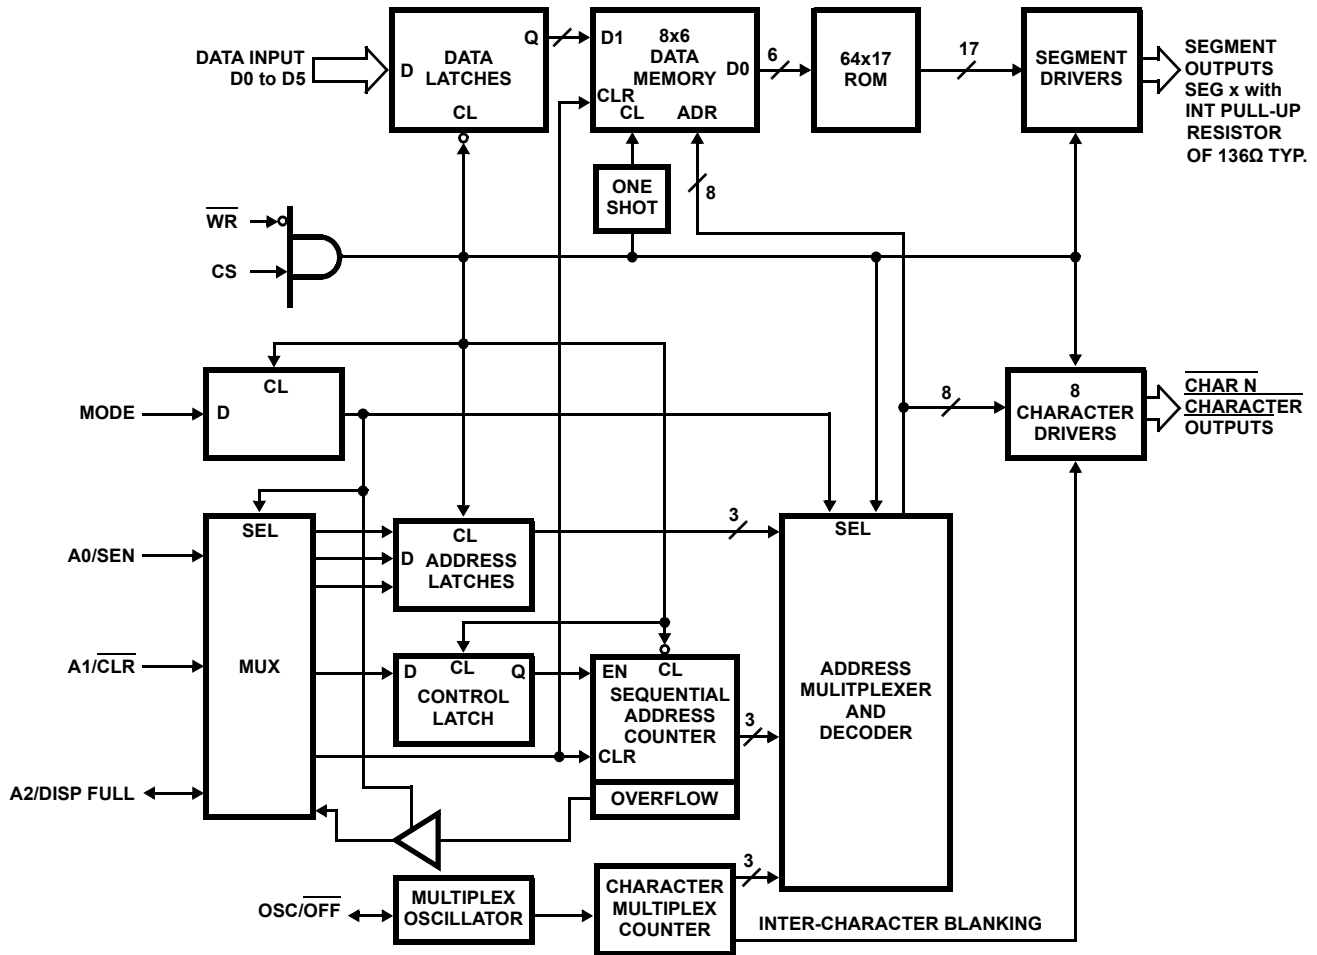 DATA INPUT
D0 to D5
D
DATA
LATCHES
Q
CL
D1
8x6
DATA
MEMORY
D0
CLR
CL
ADR
6
64x17
ROM
17
SEGMENT
DRIVERS
SEGMENT
OUTPUTS
SEG x with
INT PULL-UP
RESISTOR
OF 136Ω TYP.
ONE
SHOT
8
WR
CS
MODE
CL
D
8
8
CHARACTER
DRIVERS
CHAR N
CHARACTER
OUTPUTS
A0/SEN
A1/CLR
A2/DISP FULL
SEL
MUX
CL
D
ADDRESS
LATCHES
3
SEL
ADDRESS
MULITPLEXER
AND
DECODER
D
CL
Q
CONTROL
LATCH
EN
CL
SEQUENTIAL
ADDRESS
COUNTER
CLR
OVERFLOW
3
OSC/OFF
MULTIPLEX
OSCILLATOR
CHARACTER
MULTIPLEX
COUNTER
3
INTER-CHARACTER BLANKING